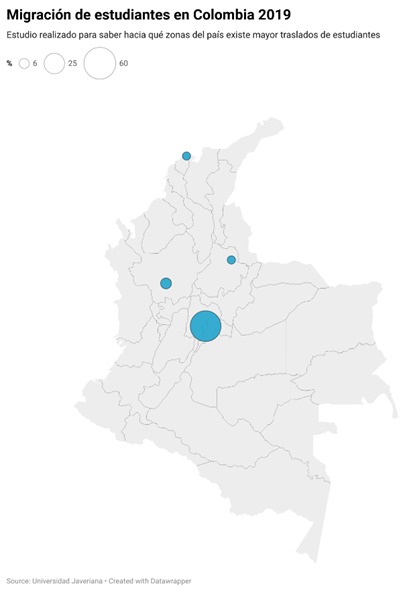 Migración de estudiantes en Colombia 2019
Estudio realizado para saber hacia qué zonas del país existe mayor traslados de estudiantes
% 6 25 60
Source: Universidad Javeriana • Created with Datawrapper